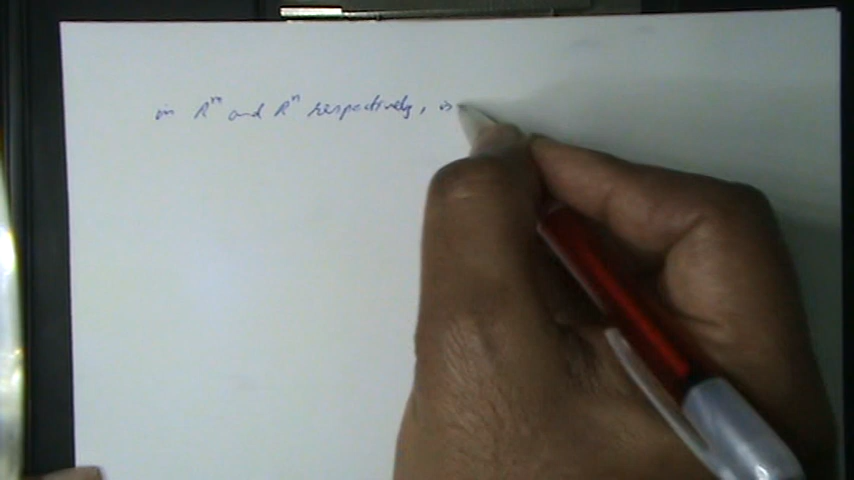 in R^m and R^n respectively, is